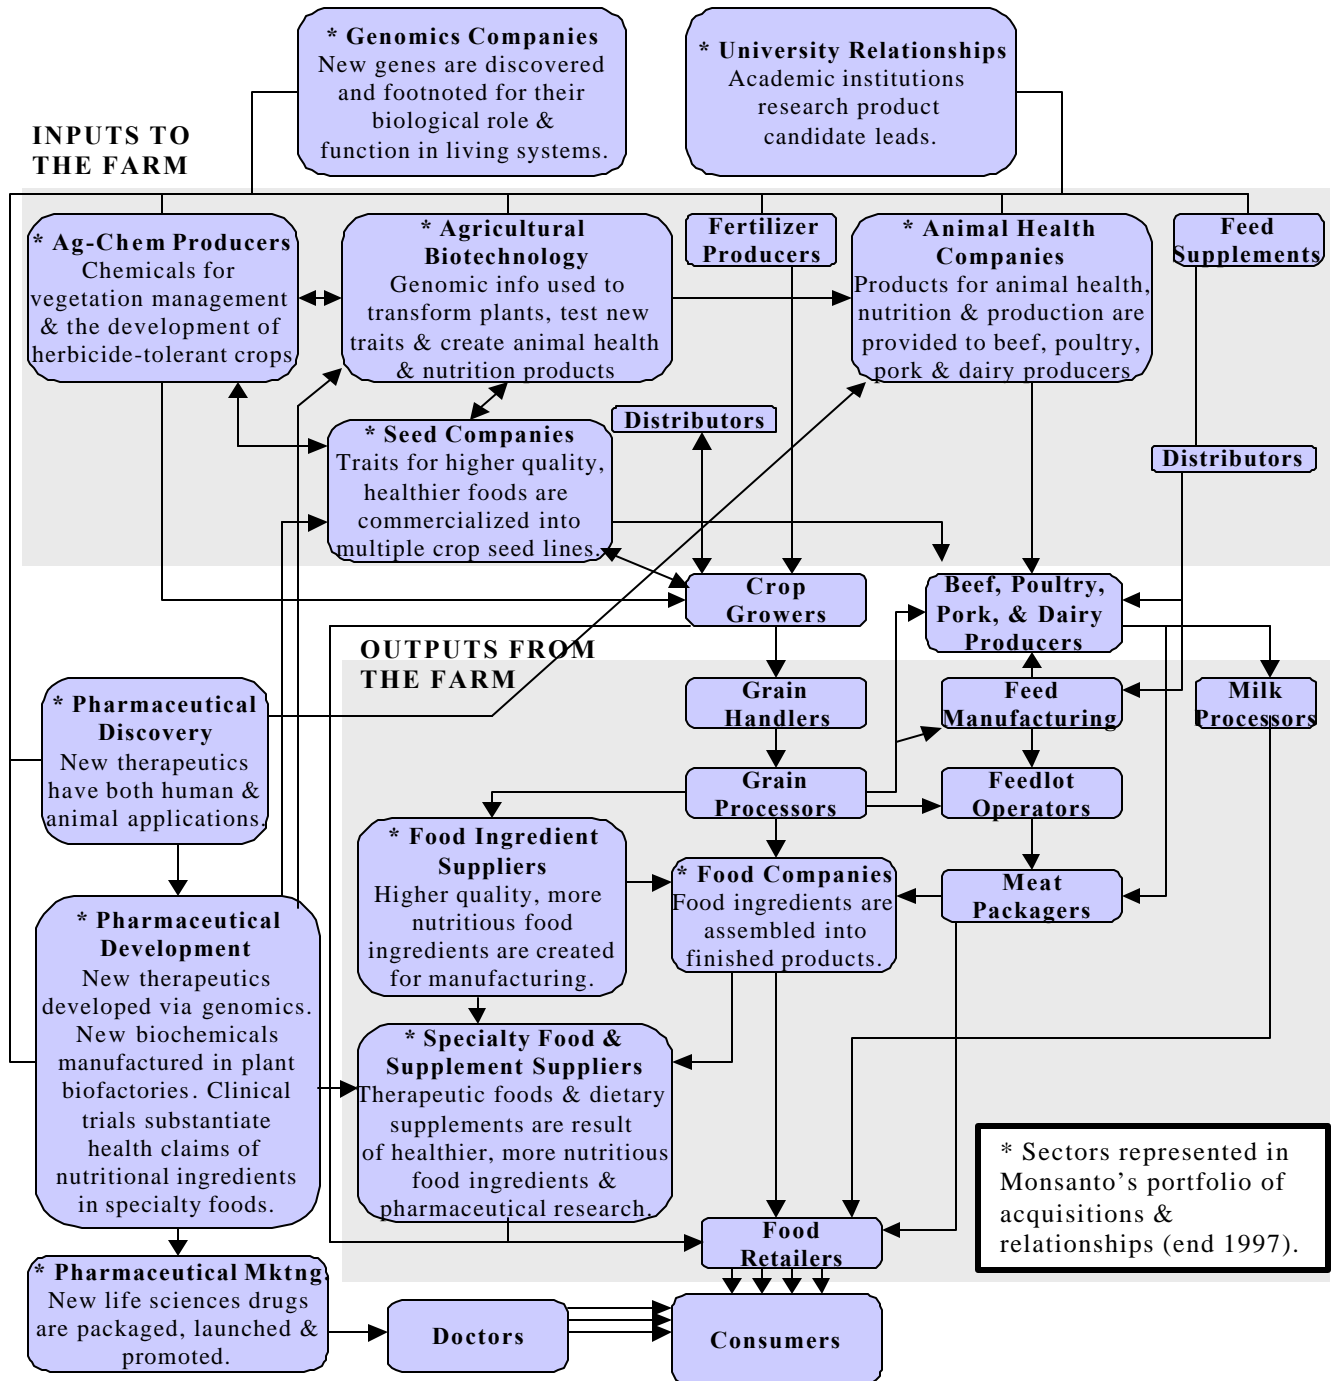 * Genomics Companies
New genes are discovered
and footnoted for their
biological role &
function in living systems.
* University Relationships
Academic institutions
research product
candidate leads.
INPUTS TO
THE FARM
* Ag-Chem Producers
Chemicals for
vegetation management
& the development of
herbicide-tolerant crops
* Agricultural
Biotechnology
Genomic info used to
transform plants, test new
traits & create animal health
& nutrition products
Fertilizer
Producers
* Animal Health
Companies
Products for animal health,
nutrition & production are
provided to beef, poultry,
pork & dairy producers
Feed
Supplements
* Seed Companies
Traits for higher quality,
healthier foods are
commercialized into
multiple crop seed lines.
Distributors
Distributors
Crop
Growers
Beef, Poultry,
Pork, & Dairy
Producers
OUTPUTS FROM
THE FARM
* Pharmaceutical
Discovery
New therapeutics
have both human &
animal applications.
Grain
Handlers
Feed
Manufacturing
Milk
Processors
Grain
Processors
Feedlot
Operators
* Food Ingredient
Suppliers
Higher quality, more
nutritious food
ingredients are created
for manufacturing.
* Food Companies
Food ingredients are
assembled into
finished products.
Meat
Packagers
* Pharmaceutical
Development
New therapeutics
developed via genomics.
New biochemicals
manufactured in plant
biofactories. Clinical
trials substantiate
health claims of
nutritional ingredients
in specialty foods.
* Specialty Food &
Supplement Suppliers
Therapeutic foods & dietary
supplements are result
of healthier, more nutritious
food ingredients &
pharmaceutical research.
* Sectors represented in
Monsanto's portfolio of
acquisitions &
relationships (end 1997).
Food
Retailers
* Pharmaceutical Mktng.
New life sciences drugs
are packaged, launched &
promoted.
Doctors
Consumers